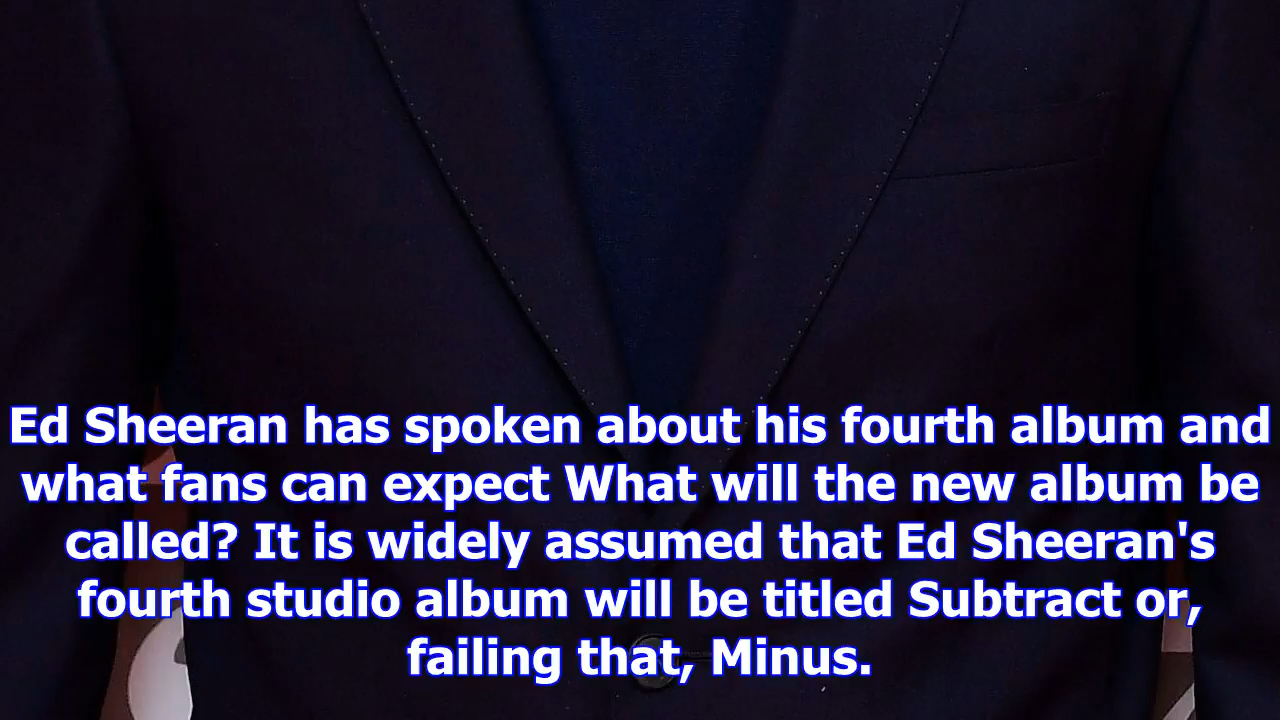 Ed Sheeran has spoken about his fourth album and
what fans can expect What will the new album be
called? It is widely assumed that Ed Sheeran's
fourth studio album will be titled Subtract or,
failing that, Minus.